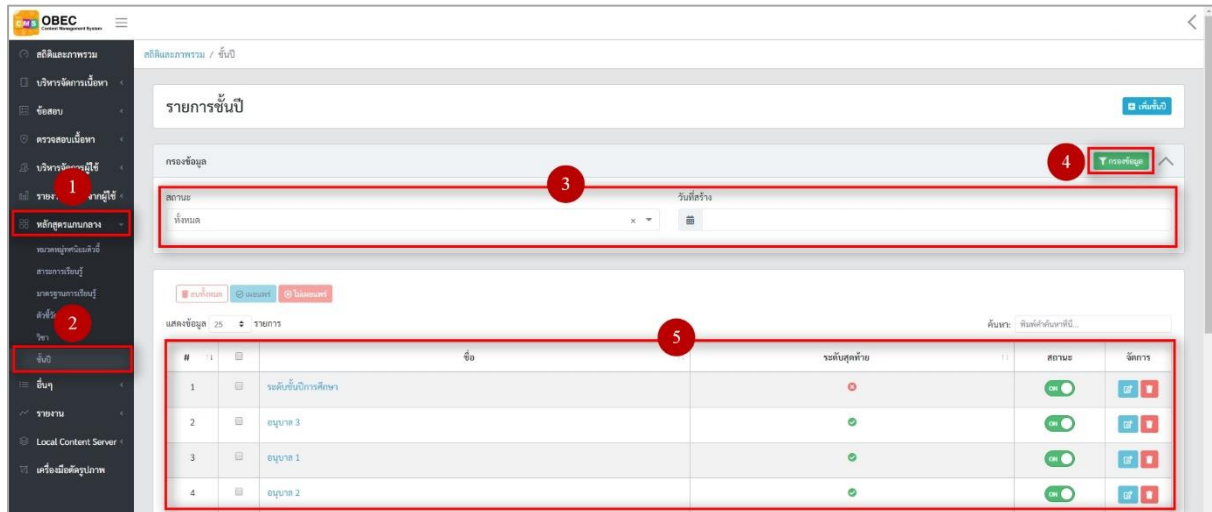 CMS OBEC
Content Management System
สถิติและภาพรวม
บริหารจัดการเนื้อหา
ข้อสอบ
ตรวจสอบเนื้อหา
บริหารจัดการผู้ใช้
1
หลักสูตรแกนกลาง
สาระการเรียนรู้
มาตรฐานการเรียนรู้
2
วิชา
ชั้นปี
อื่นๆ
รายงาน
Local Content Server
เครื่องมือตัดรูปภาพ
สถิติและภาพรวม / ชั้นปี
รายการชั้นปี
เพิ่มชั้นปี
กรองข้อมูล
4
กรองข้อมูล
3
สถานะ วันที่สร้าง
ทั้งหมด ×
ลบทั้งหมด เผยแพร่ ไม่เผยแพร่
แสดงข้อมูล 25 รายการ
ค้นหา: พิมพ์คำค้นหาที่นี่...
5
# ชื่อ ระดับสุดท้าย สถานะ จัดการ
1 ระดับชั้นปีการศึกษา ON
2 อนุบาล 3 ON
3 อนุบาล 1 ON
4 อนุบาล 2 ON